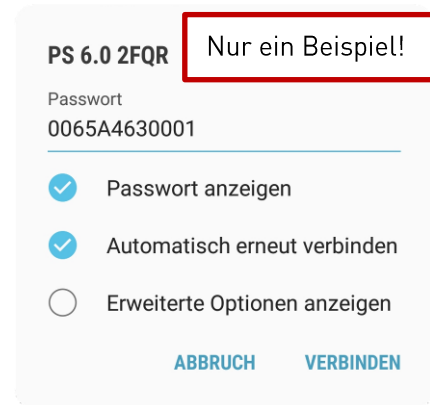 PS 6.0 2FQR
Nur ein Beispiel!
Passwort
0065A4630001
Passwort anzeigen
Automatisch erneut verbinden
Erweiterte Optionen anzeigen
ABBRUCH VERBINDEN